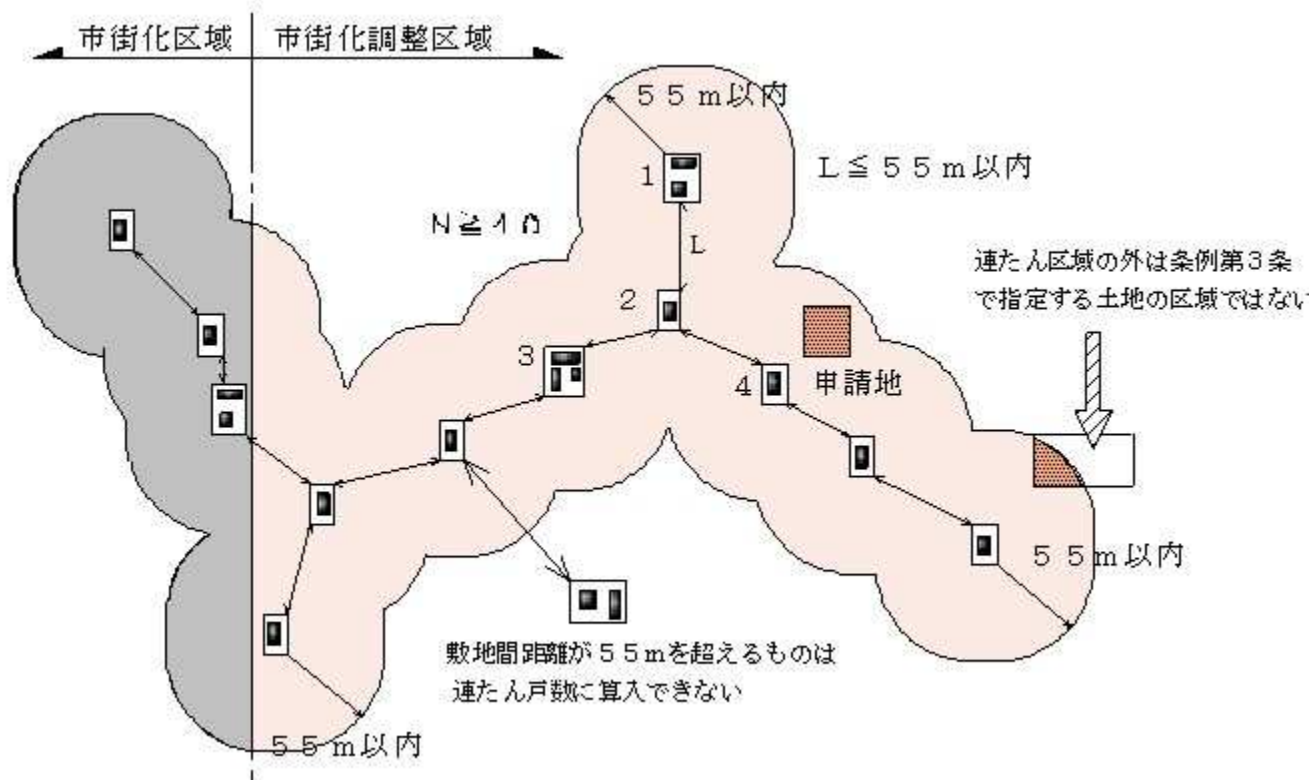 市街化区域
市街化調整区域
５５ｍ以内
１
Ｌ≦５５ｍ以内
Ｌ
２
３
４
申請地
連たん区域の外は条例第３条
で指定する土地の区域ではない
５５ｍ以内
敷地間距離が５５ｍを超えるものは
連たん戸数に算入できない
５５ｍ以内